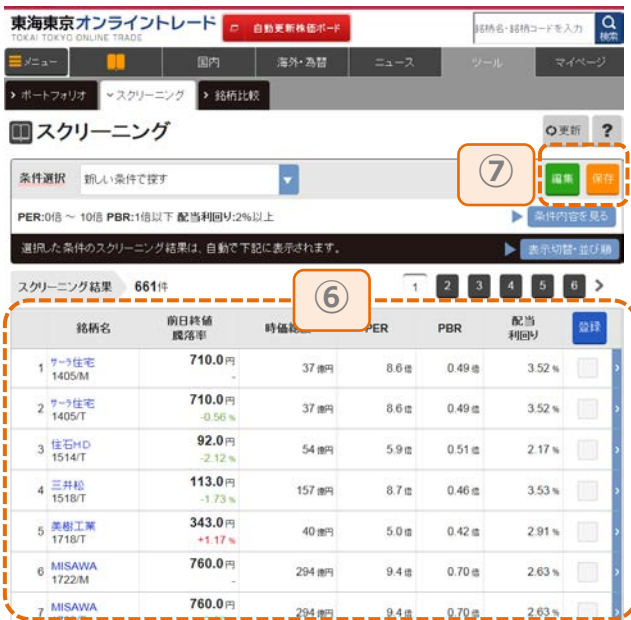 東海東京オンライントレード
TOKAI TOKYO ONLINE TRADE
自動更新株価ボード
銘柄名・銘柄コードを入力
検索
メニュー 国内 海外・為替 ニュース ツール マイページ
ポートフォリオ スクリーニング 銘柄比較
スクリーニング
更新 ?
条件選択 新しい条件で探す
⑦
編集 保存
PER:0倍 ~ 10倍 PBR:1倍以下 配当利回り:2%以上
条件内容を見る
選択した条件のスクリーニング結果は、自動で下記に表示されます。
表示切替・並び順
スクリーニング結果 661件
1 2 3 4 5 6 >
⑥
銘柄名 前日終値 騰落率 時価総 PER PBR 配当利回り 登録
1 サーラ住宅 710.0円 37億円 8.6倍 0.49倍 3.52%
1405/M -
2 サーラ住宅 710.0円 37億円 8.6倍 0.49倍 3.52%
1405/T -0.56%
3 住石HD 92.0円 54億円 5.9倍 0.51倍 2.17%
1514/T -2.12%
4 三井松 113.0円 157億円 8.7倍 0.46倍 3.53%
1518/T -1.73%
5 美樹工業 343.0円 40億円 5.0倍 0.42倍 2.91%
1718/T +1.17%
6 MISAWA 760.0円 294億円 9.4倍 0.70倍 2.63%
1722/M -
7 MISAWA 760.0円 294億円 9.4倍 0.70倍 2.63%